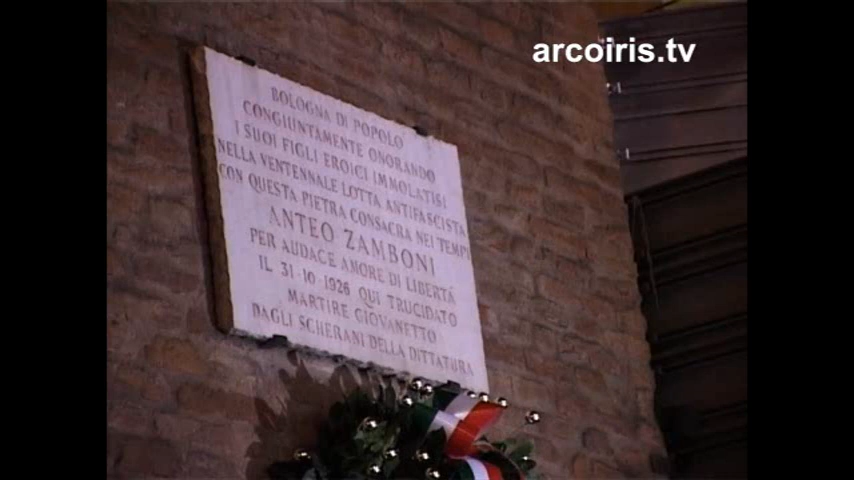 arcoiris.tv
BOLOGNA DI POPOLO
CONGIUNTAMENTE ONORANDO
I SUOI FIGLI EROICI IMMOLATISI
NELLA VENTENNALE LOTTA ANTIFASCISTA
CON QUESTA PIETRA CONSACRA NEI TEMPI
ANTEO ZAMBONI
PER AUDACE AMORE DI LIBERTÁ
IL 31-10-1926 QUI TRUCIDATO
MARTIRE GIOVANETTO
DAGLI SCHERANI DELLA DITTATURA